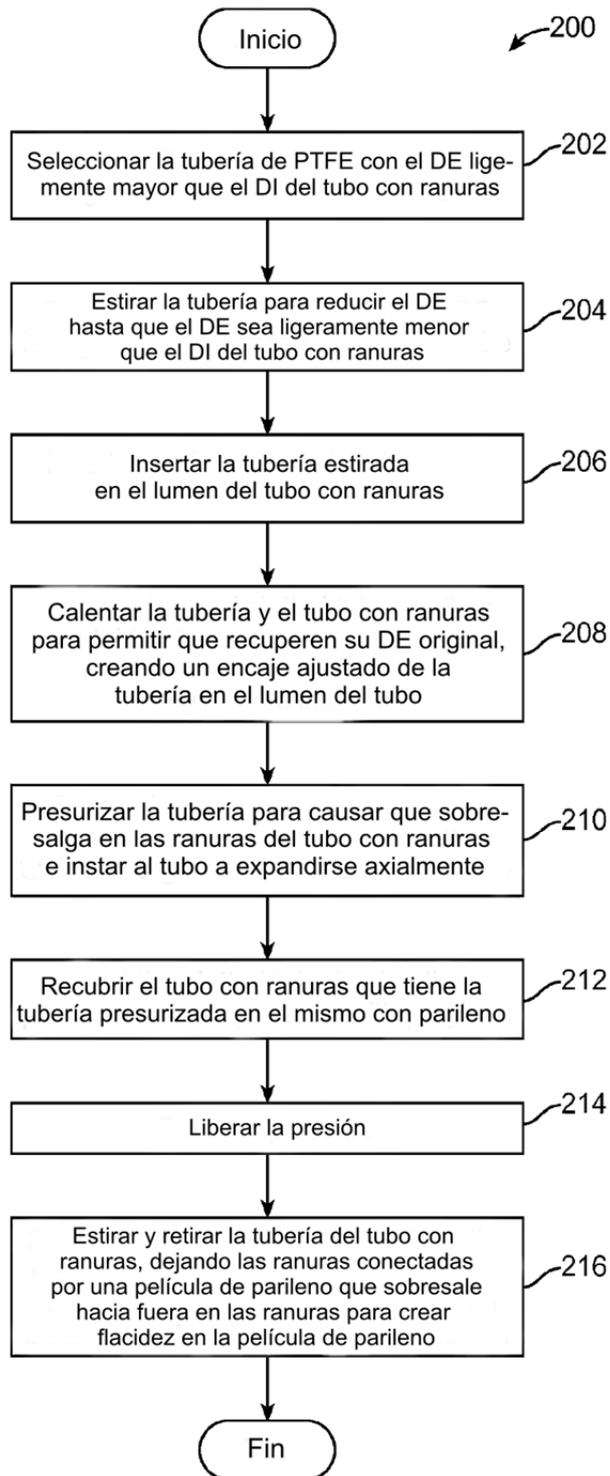 Inicio
200
Seleccionar la tubería de PTFE con el DE lige-
mente mayor que el DI del tubo con ranuras
202
Estirar la tubería para reducir el DE
hasta que el DE sea ligeramente menor
que el DI del tubo con ranuras
204
Insertar la tubería estirada
en el lumen del tubo con ranuras
206
Calentar la tubería y el tubo con ranuras
para permitir que recuperen su DE original,
creando un encaje ajustado de la
tubería en el lumen del tubo
208
Presurizar la tubería para causar que sobre-
salga en las ranuras del tubo con ranuras
e instar al tubo a expandirse axialmente
210
Recubrir el tubo con ranuras que tiene la
tubería presurizada en el mismo con parileno
212
Liberar la presión
214
Estirar y retirar la tubería del tubo con
ranuras, dejando las ranuras conectadas
por una película de parileno que sobresale
hacia fuera en las ranuras para crear
flacidez en la película de parileno
216
Fin